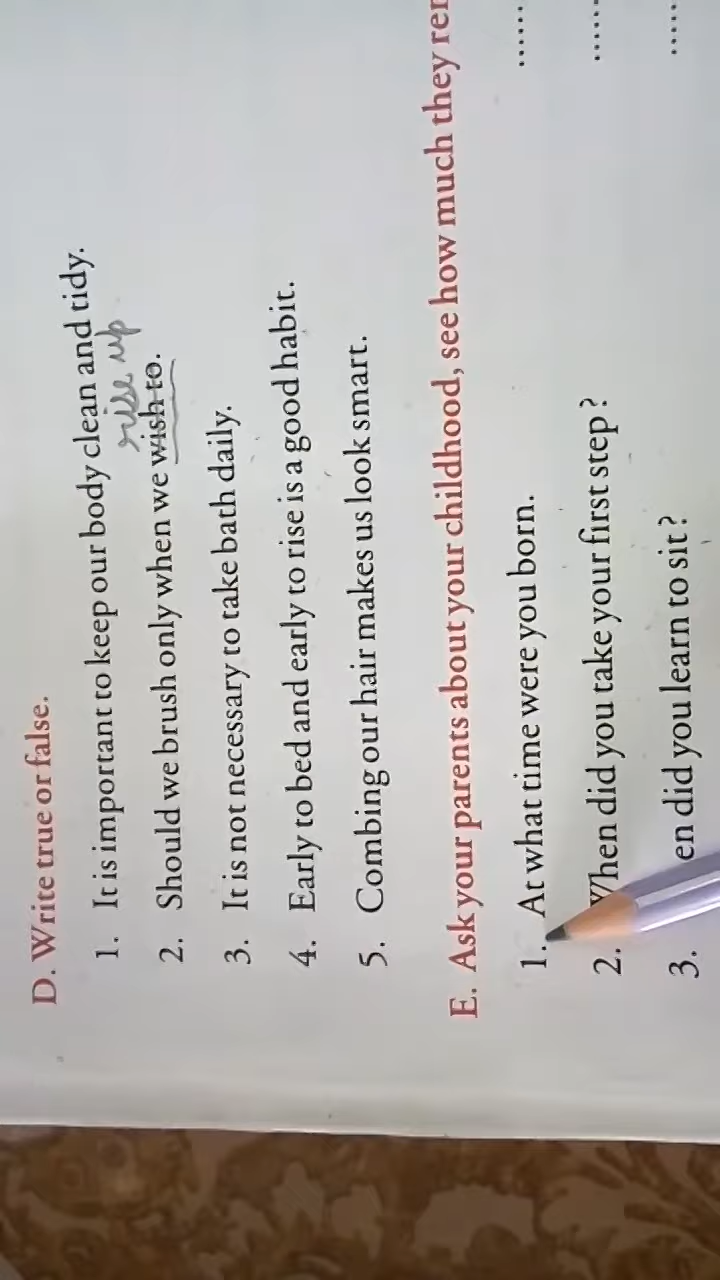 D. Write true or false.
1. It is important to keep our body clean and tidy.
rise up
2. Should we brush only when we wish to.
3. It is not necessary to take bath daily.
4. Early to bed and early to rise is a good habit.
5. Combing our hair makes us look smart.
E. Ask your parents about your childhood, see how much they
1. At what time were you born. ......
2. When did you take your first step? ......
3. en did you learn to sit? ......